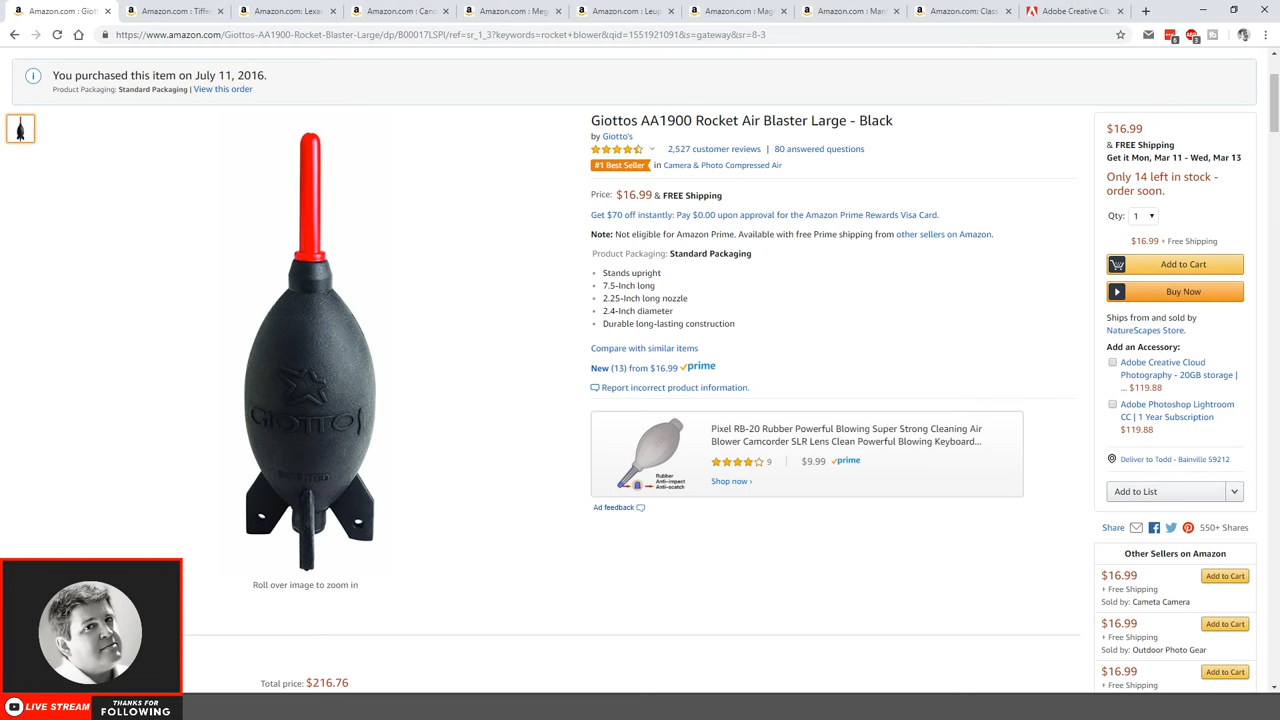 Amazon.com : Giott
Amazon.com : Tiffe
Amazon.com: Lexar
Amazon.com : Cano
Amazon.com : Meg
Amazon.com : Leup
Amazon.com : Mag
Amazon.com : Man
Amazon.com: Class
Adobe Creative Clo
https://www.amazon.com/Giottos-AA1900-Rocket-Blaster-Large/dp/B00017LSPI/ref=sr_1_3?keywords=rocket+blower&qid=1551921091&s=gateway&sr=8-3
You purchased this item on July 11, 2016.
Product Packaging: Standard Packaging | View this order
Giottos AA1900 Rocket Air Blaster Large - Black
by Giotto's
2,527 customer reviews | 80 answered questions
#1 Best Seller in Camera & Photo Compressed Air
Price: $16.99 & FREE Shipping
Get $70 off instantly: Pay $0.00 upon approval for the Amazon Prime Rewards Visa Card.
Note: Not eligible for Amazon Prime. Available with free Prime shipping from other sellers on Amazon.
Product Packaging: Standard Packaging
Stands upright
7.5-Inch long
2.25-Inch long nozzle
2.4-Inch diameter
Durable long-lasting construction
Compare with similar items
New (13) from $16.99 prime
Report incorrect product information.
Pixel RB-20 Rubber Powerful Blowing Super Strong Cleaning Air
Blower Camcorder SLR Lens Clean Powerful Blowing Keyboard...
9 $9.99 prime
Shop now ›
Rubber
Anti-impact
Anti-scatch
Ad feedback
GIOTTOS
PATENTED
Roll over image to zoom in
Total price: $216.76
$16.99
& FREE Shipping
Get it Mon, Mar 11 - Wed, Mar 13
Only 14 left in stock -
order soon.
Qty: 1
$16.99 + Free Shipping
Add to Cart
Buy Now
Ships from and sold by
NatureScapes Store.
Add an Accessory:
Adobe Creative Cloud
Photography - 20GB storage |
... $119.88
Adobe Photoshop Lightroom
CC | 1 Year Subscription
$119.88
Deliver to Todd - Bainville 59212
Add to List
Share 550+ Shares
Other Sellers on Amazon
$16.99 Add to Cart
+ Free Shipping
Sold by: Cameta Camera
$16.99 Add to Cart
+ Free Shipping
Sold by: Outdoor Photo Gear
$16.99 Add to Cart
+ Free Shipping
LIVE STREAM
THANKS FOR
FOLLOWING